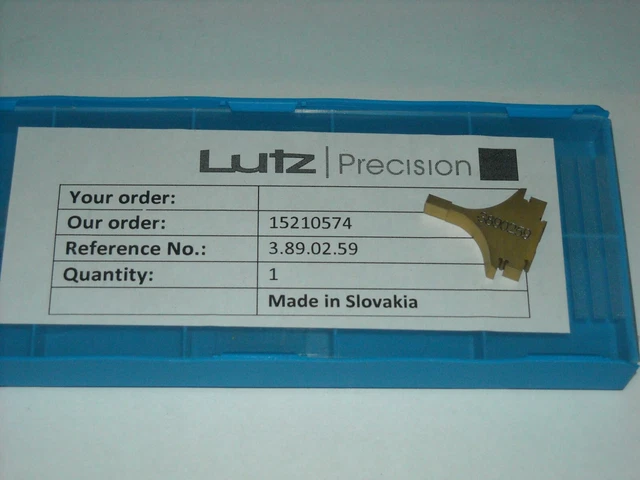 Lutz | Precision
Your order:
Our order: 15210574
Reference No.: 3.89.02.59
Quantity: 1
Made in Slovakia